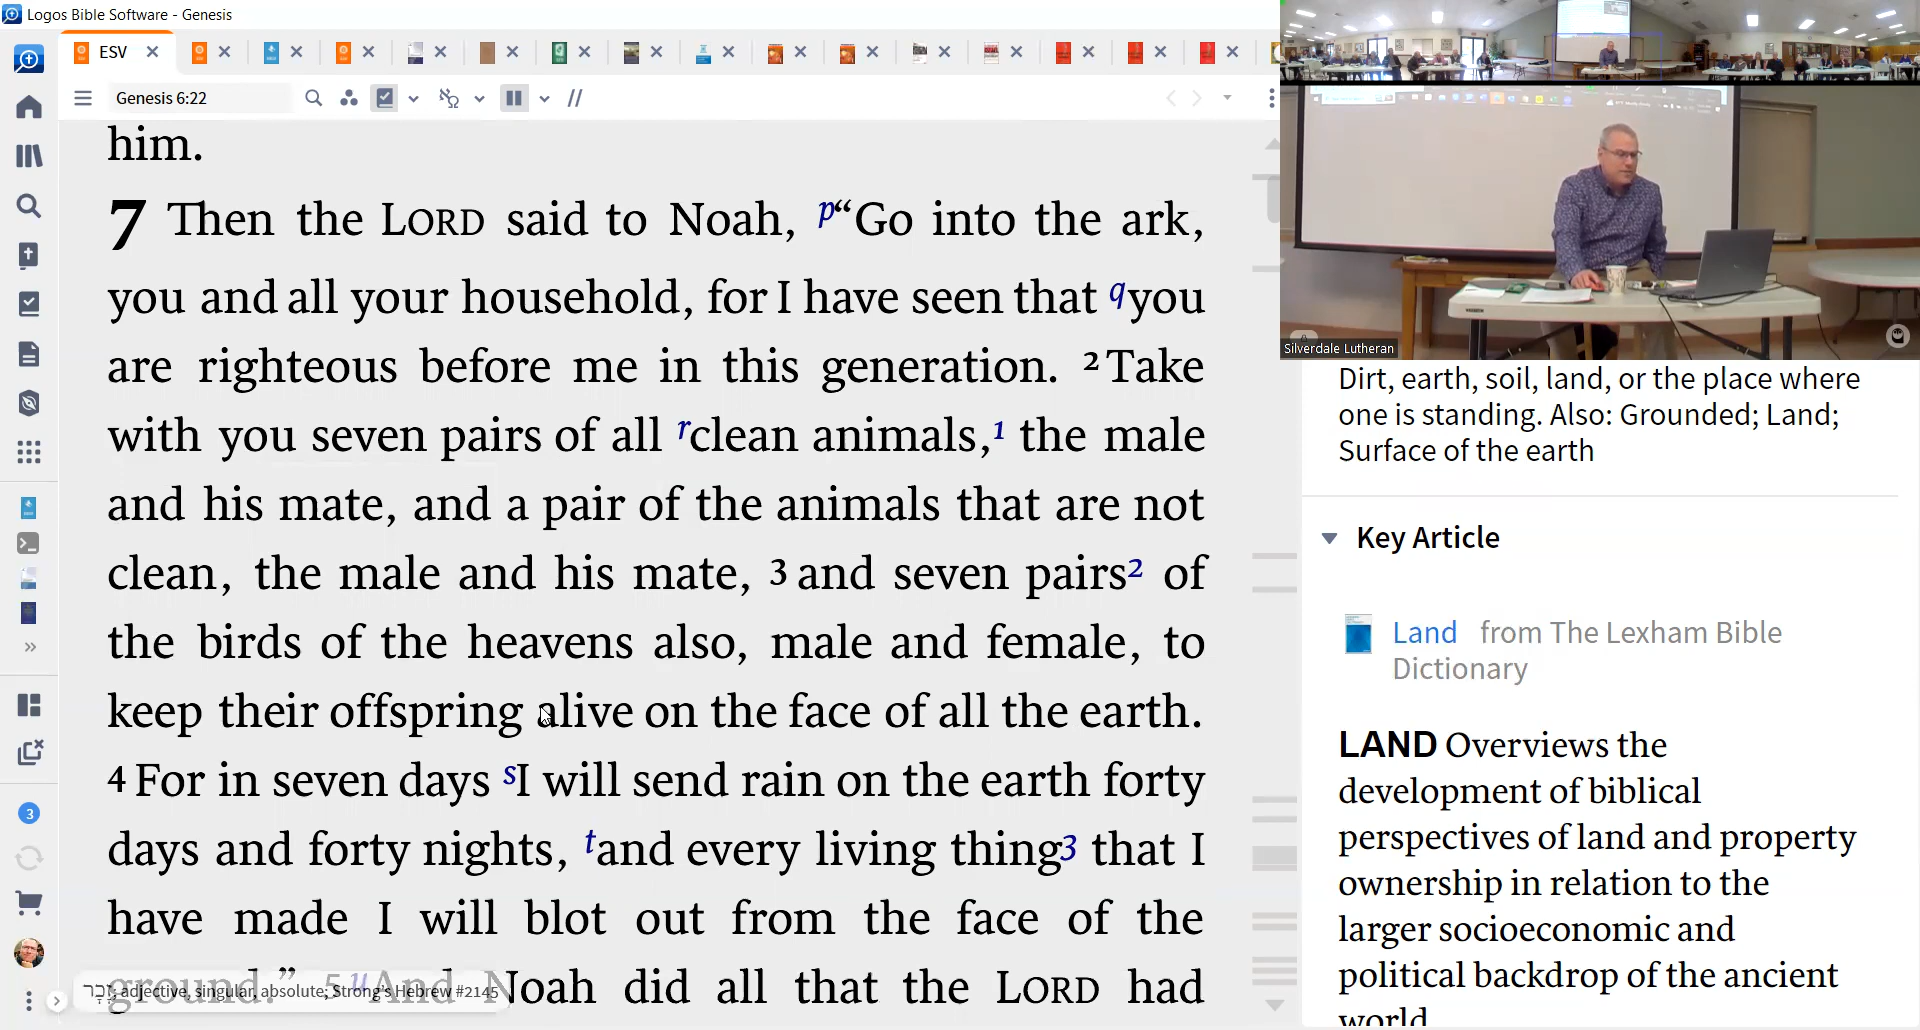 Logos Bible Software - Genesis
ESV
Genesis 6:22
him.
7 Then the LORD said to Noah, p“Go into the ark,
you and all your household, for I have seen that qyou
are righteous before me in this generation. 2 Take
with you seven pairs of all rclean animals,1 the male
and his mate, and a pair of the animals that are not
clean, the male and his mate, 3 and seven pairs2 of
the birds of the heavens also, male and female, to
keep their offspring alive on the face of all the earth.
4 For in seven days sI will send rain on the earth forty
days and forty nights, tand every living thing3 that I
have made I will blot out from the face of the
ground.” 5 uAnd Noah did all that the LORD had
זָכָר; adjective, singular, absolute; Strong's Hebrew #2145
3
Silverdale Lutheran
Dirt, earth, soil, land, or the place where
one is standing. Also: Grounded; Land;
Surface of the earth
Key Article
Land from The Lexham Bible
Dictionary
LAND Overviews the
development of biblical
perspectives of land and property
ownership in relation to the
larger socioeconomic and
political backdrop of the ancient
world